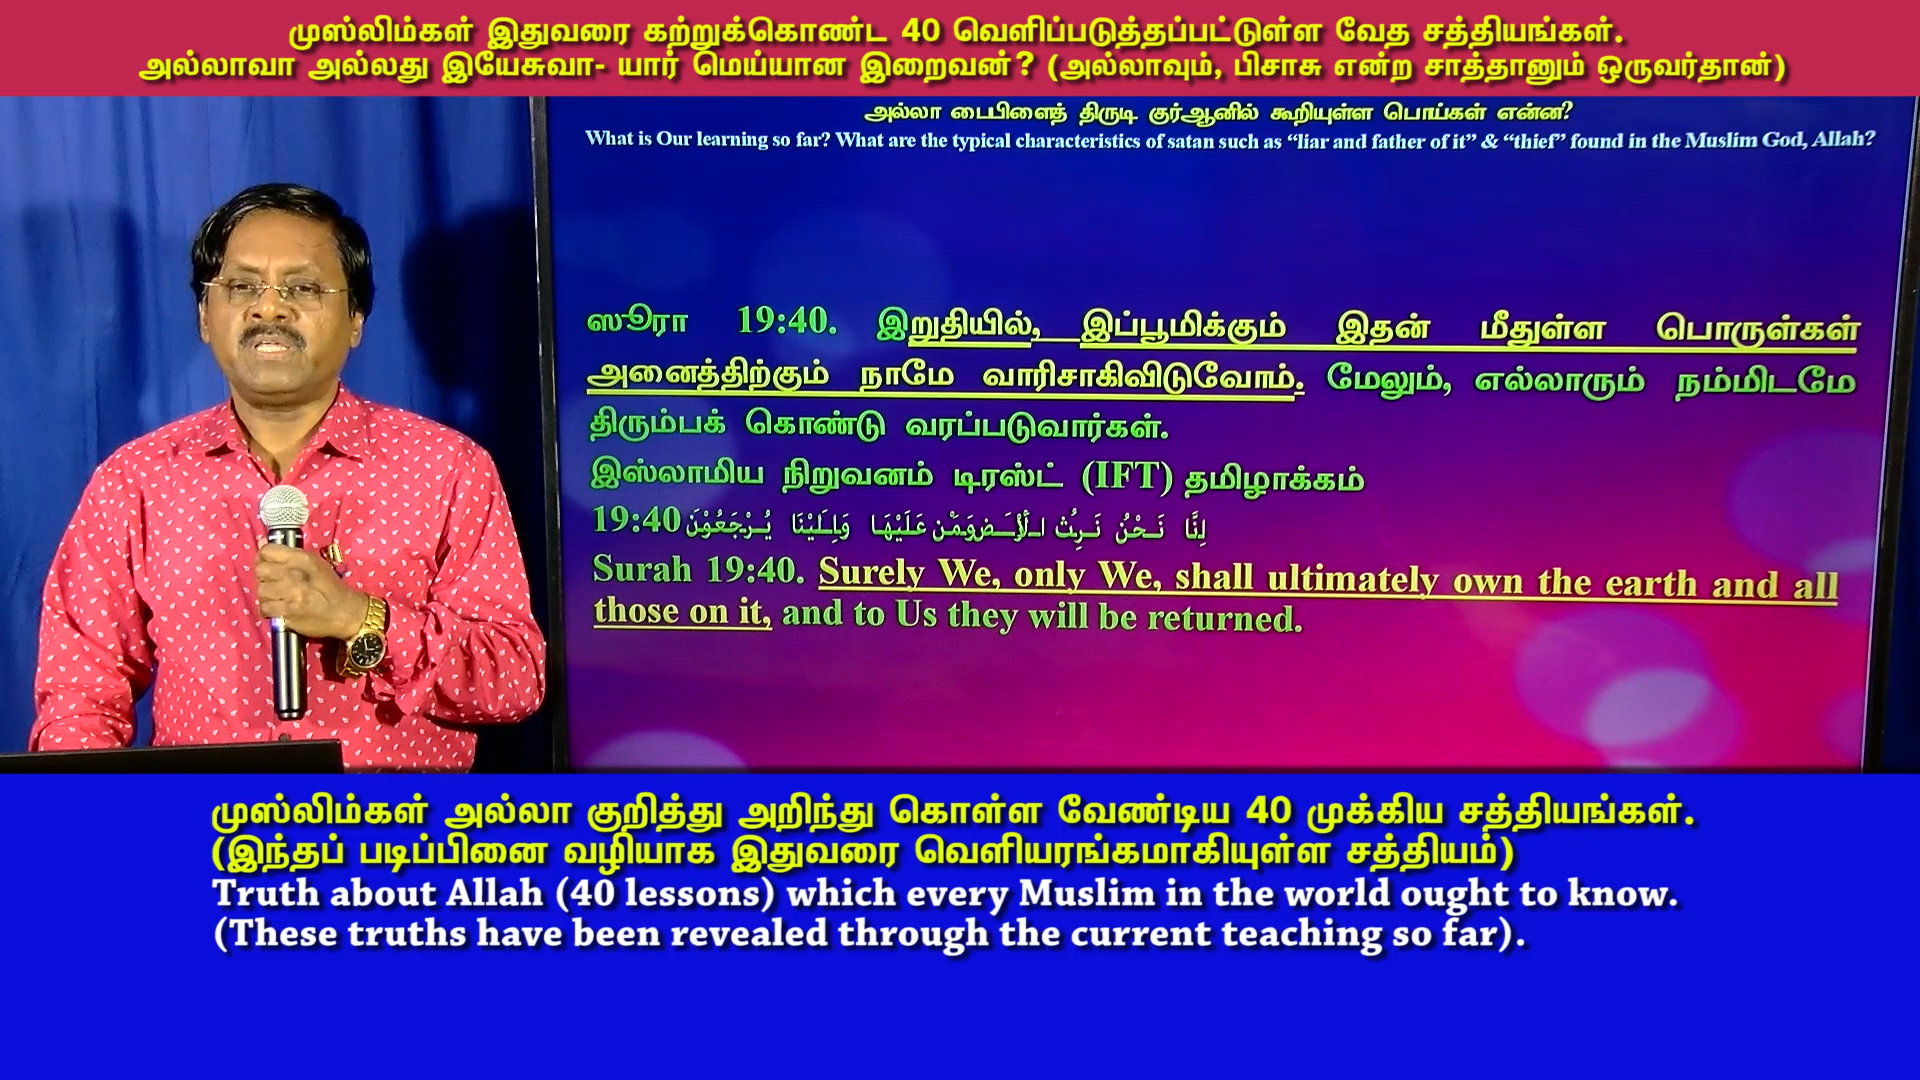 முஸ்லிம்கள் இதுவரை கற்றுக்கொண்ட 40 வெளிப்படுத்தப்பட்டுள்ள வேத சத்தியங்கள்.
அல்லாவா அல்லது இயேசுவா- யார் மெய்யான இறைவன்? (அல்லாவும், பிசாசு என்ற சாத்தானும் ஒருவர்தான்)
அல்லா பைபிளைத் திருடி குர்ஆனில் கூறியுள்ள பொய்கள் என்ன?
What is Our learning so far? What are the typical characteristics of satan such as “liar and father of it” & “thief” found in the Muslim God, Allah?
ஸூரா 19:40. இறுதியில், இப்பூமிக்கும் இதன் மீதுள்ள பொருள்கள்
அனைத்திற்கும் நாமே வாரிசாகிவிடுவோம். மேலும், எல்லாரும் நம்மிடமே
திரும்பக் கொண்டு வரப்படுவார்கள்.
இஸ்லாமிய நிறுவனம் டிரஸ்ட் (IFT) தமிழாக்கம்
19:40 اِنَّا نَـحْنُ نَـرِثُ الْاَرْضَ وَمَنْ عَلَيْهَا وَاِلَيْنَا يُـرْجَعُوْنَ
Surah 19:40. Surely We, only We, shall ultimately own the earth and all
those on it, and to Us they will be returned.
முஸ்லிம்கள் அல்லா குறித்து அறிந்து கொள்ள வேண்டிய 40 முக்கிய சத்தியங்கள்.
(இந்தப் படிப்பினை வழியாக இதுவரை வெளியரங்கமாகியுள்ள சத்தியம்)
Truth about Allah (40 lessons) which every Muslim in the world ought to know.
(These truths have been revealed through the current teaching so far).